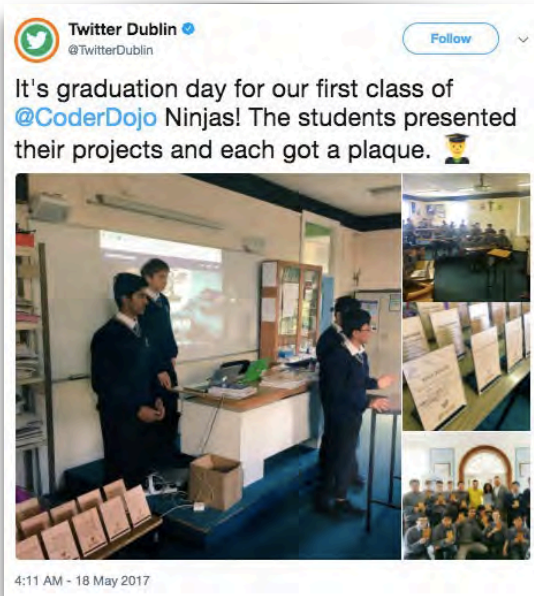 Twitter Dublin
@TwitterDublin
Follow
It's graduation day for our first class of
@CoderDojo Ninjas! The students presented
their projects and each got a plaque. 👨‍🎓
4:11 AM - 18 May 2017